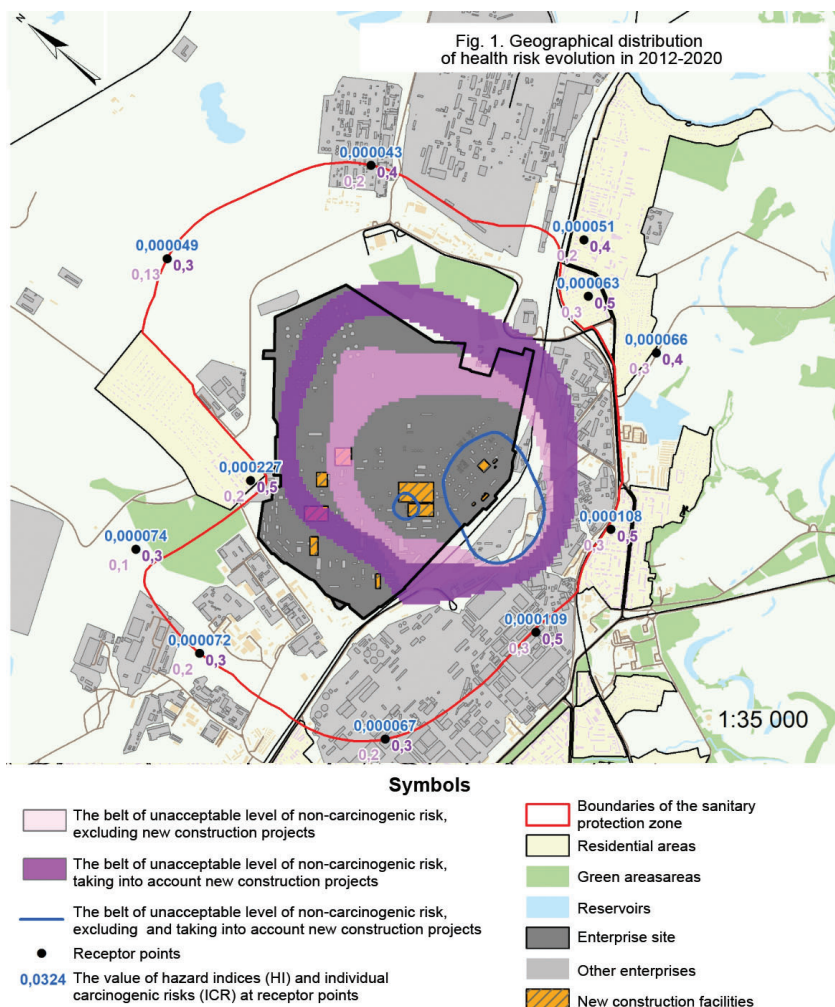 Fig. 1. Geographical distribution
of health risk evolution in 2012-2020
N
0,000043
0,2 0,4
0,000049
0,13 0,3
0,000051
0,2 0,4
0,000063
0,3 0,5
0,000066
0,3 0,4
0,000227
0,2 0,5
0,000074
0,1 0,3
0,000108
0,3 0,5
0,000109
0,3 0,5
0,000072
0,2 0,3
0,000067
0,2 0,3
1:35 000
Symbols
The belt of unacceptable level of non-carcinogenic risk,
excluding new construction projects
The belt of unacceptable level of non-carcinogenic risk,
taking into account new construction projects
The belt of unacceptable level of non-carcinogenic risk,
excluding and taking into account new construction projects
Receptor points
0,0324 The value of hazard indices (HI) and individual
carcinogenic risks (ICR) at receptor points
Boundaries of the sanitary
protection zone
Residential areas
Green areasareas
Reservoirs
Enterprise site
Other enterprises
New construction facilities